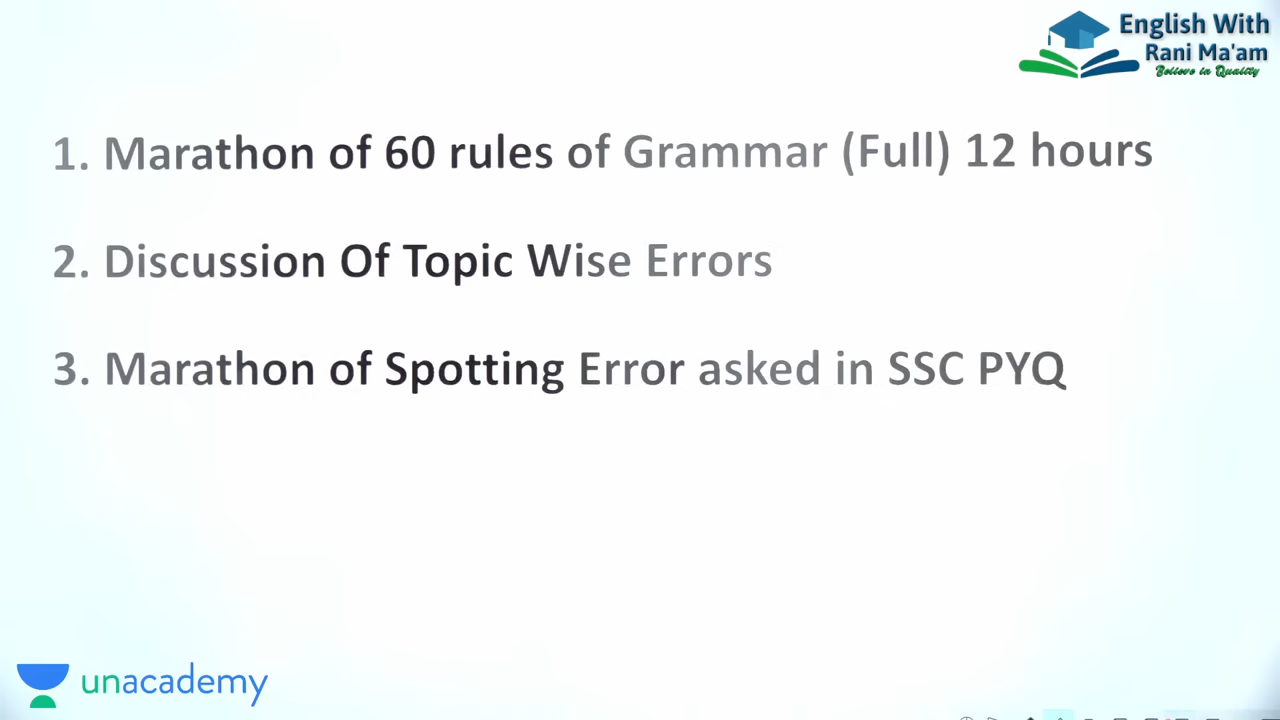 English With
Rani Ma'am
Believe in Quality
1. Marathon of 60 rules of Grammar (Full) 12 hours
2. Discussion Of Topic Wise Errors
3. Marathon of Spotting Error asked in SSC PYQ
unacademy